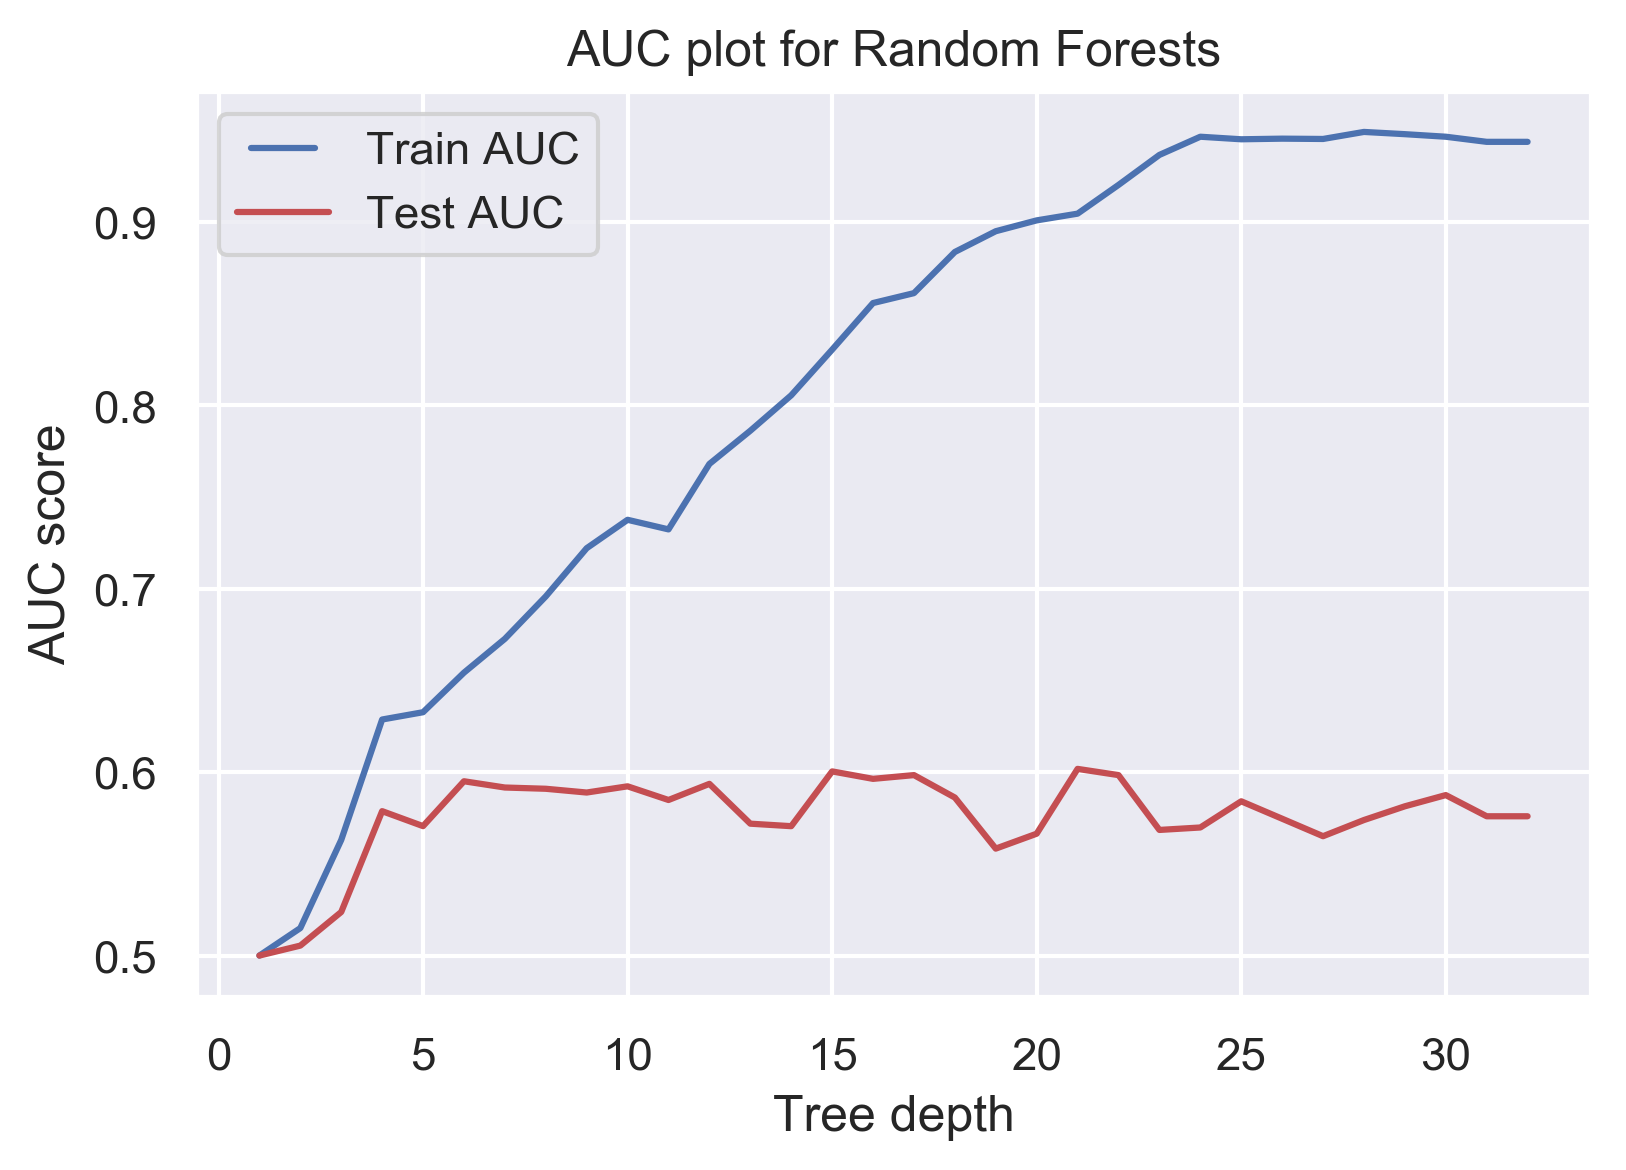 AUC plot for Random Forests
Train AUC
Test AUC
0.9
0.8
0.7
0.6
0.5
AUC score
0 5 10 15 20 25 30
Tree depth